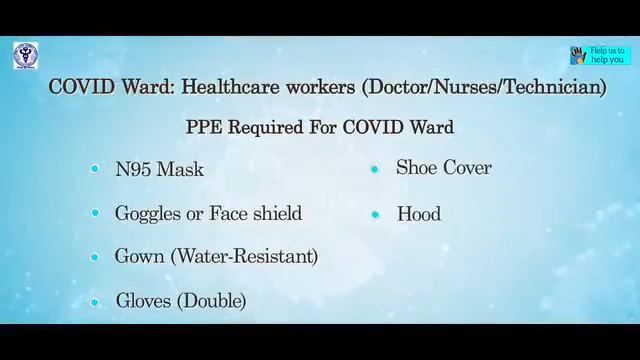 Help us to
help you
COVID Ward: Healthcare workers (Doctor/Nurses/Technician)
PPE Required For COVID Ward
N95 Mask
Goggles or Face shield
Gown (Water-Resistant)
Gloves (Double)
Shoe Cover
Hood